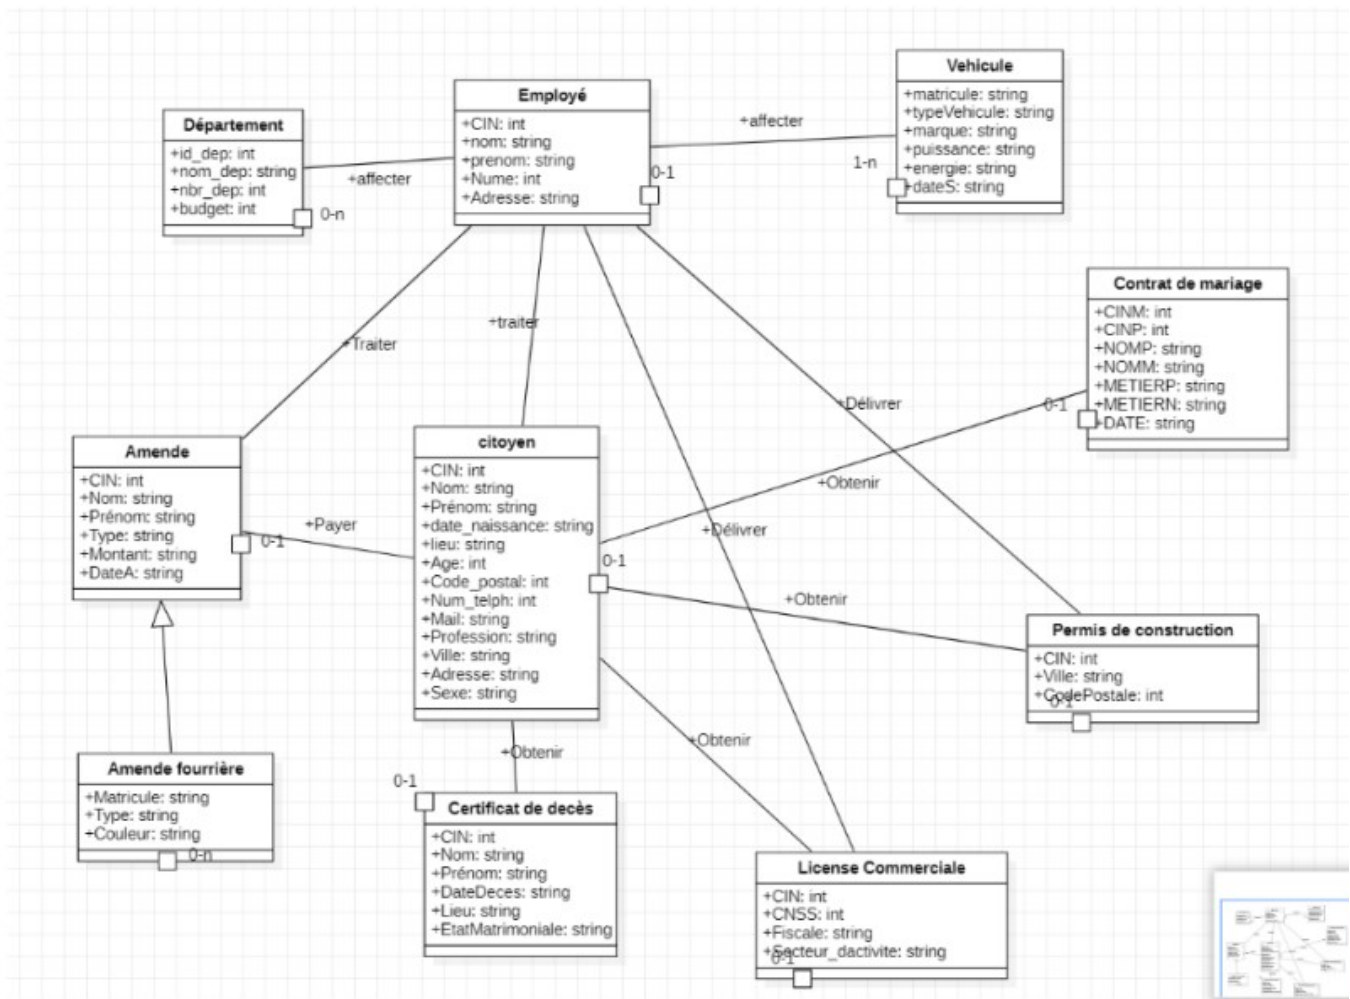 Département
+id_dep: int
+nom_dep: string
+nbr_dep: int
+budget: int
0-n
+affecter
Employé
+CIN: int
+nom: string
+prenom: string
+Nume: int
+Adresse: string
0-1
+affecter
1-n
Vehicule
+matricule: string
+typeVehicule: string
+marque: string
+puissance: string
+energie: string
+dateS: string
Contrat de mariage
+CINM: int
+CINP: int
+NOMP: string
+NOMM: string
+METIERP: string
+METIERN: string
+DATE: string
0-1
+Traiter
+traiter
+Délivrer
+Délivrer
+Obtenir
+Obtenir
+Obtenir
+Obtenir
+Payer
Amende
+CIN: int
+Nom: string
+Prénom: string
+Type: string
+Montant: string
+DateA: string
0-1
citoyen
+CIN: int
+Nom: string
+Prénom: string
+date_naissance: string
+lieu: string
+Age: int
+Code_postal: int
+Num_telph: int
+Mail: string
+Profession: string
+Ville: string
+Adresse: string
+Sexe: string
0-1
Permis de construction
+CIN: int
+Ville: string
+CodePostale: int
0-1
Amende fourrière
+Matricule: string
+Type: string
+Couleur: string
0-n
0-1
Certificat de decès
+CIN: int
+Nom: string
+Prénom: string
+DateDeces: string
+Lieu: string
+EtatMatrimoniale: string
License Commerciale
+CIN: int
+CNSS: int
+Fiscale: string
+Secteur_dactivite: string
0-1